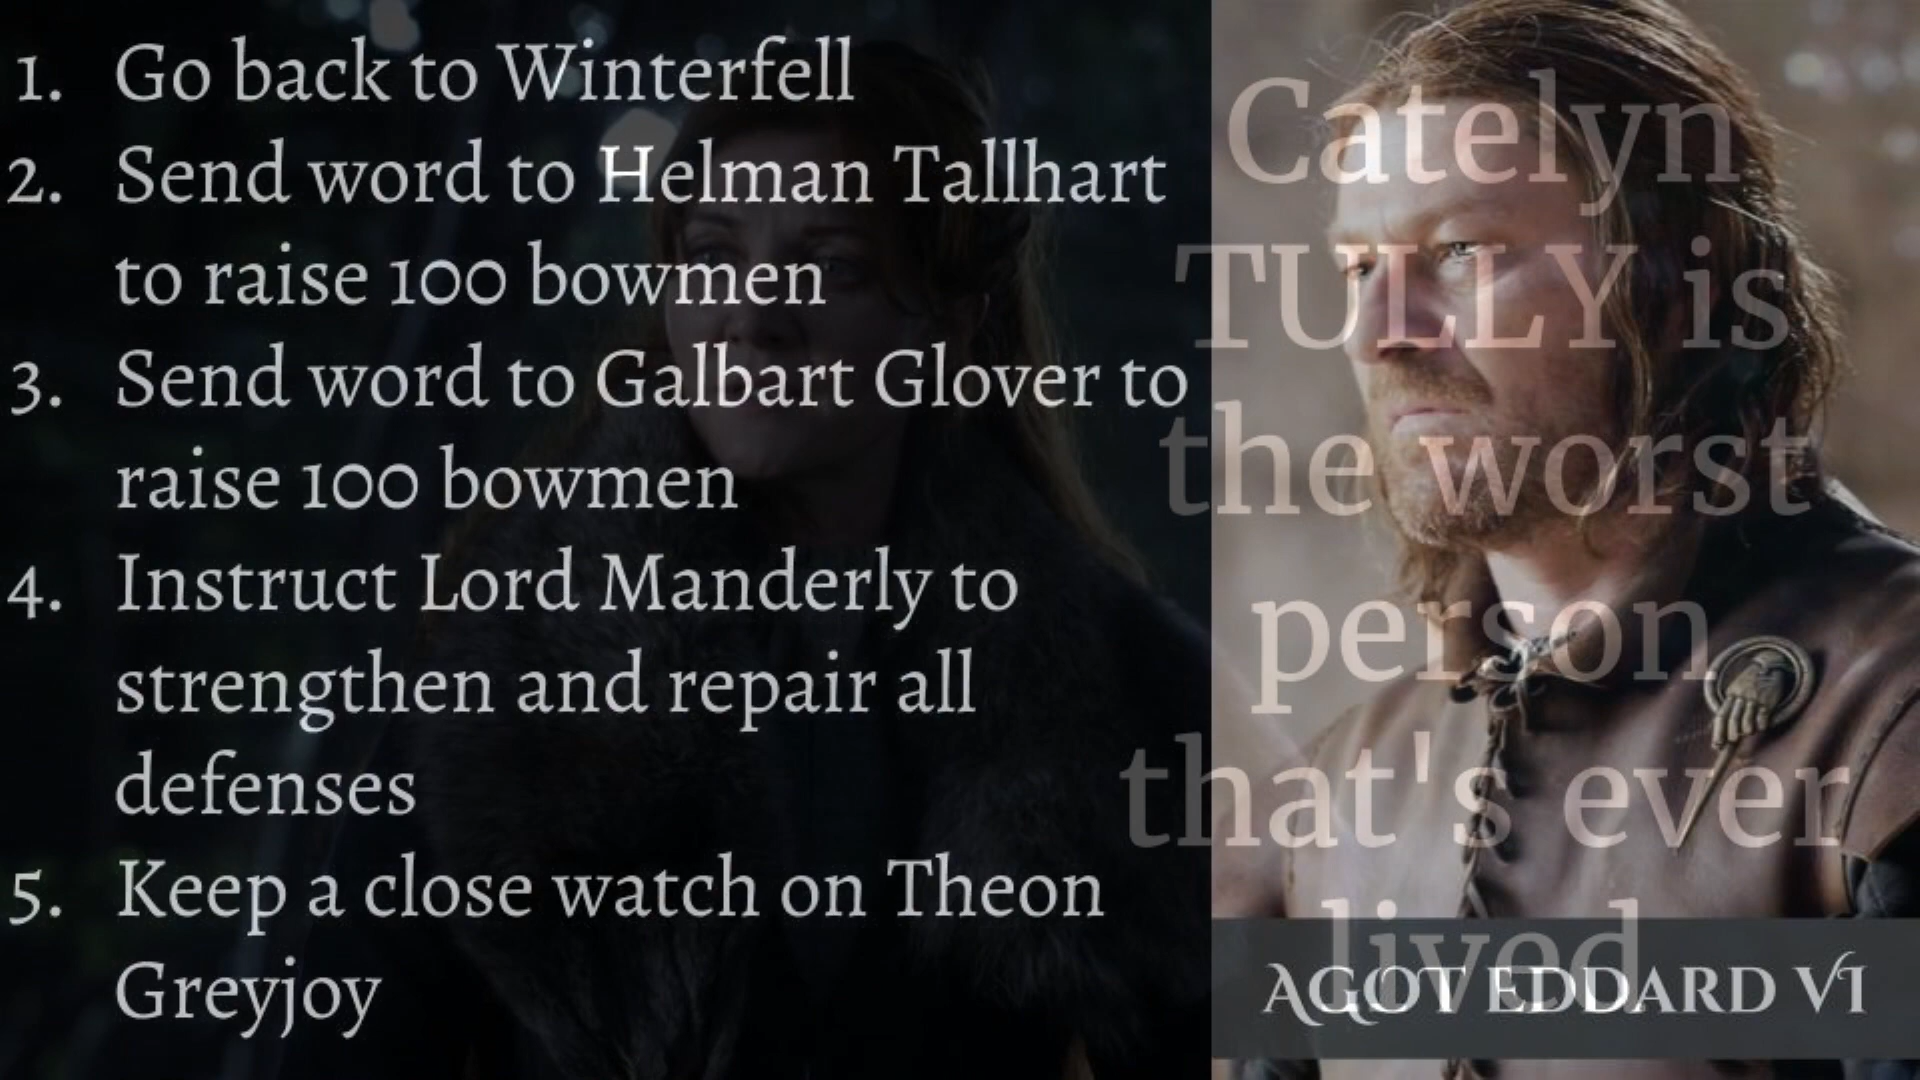 1. Go back to Winterfell
2. Send word to Helman Tallhart
to raise 100 bowmen
3. Send word to Galbart Glover to
raise 100 bowmen
4. Instruct Lord Manderly to
strengthen and repair all
defenses
5. Keep a close watch on Theon
Greyjoy
Catelyn
TULLY is
the worst
person
that's ever
lived
AGOT EDDARD VI